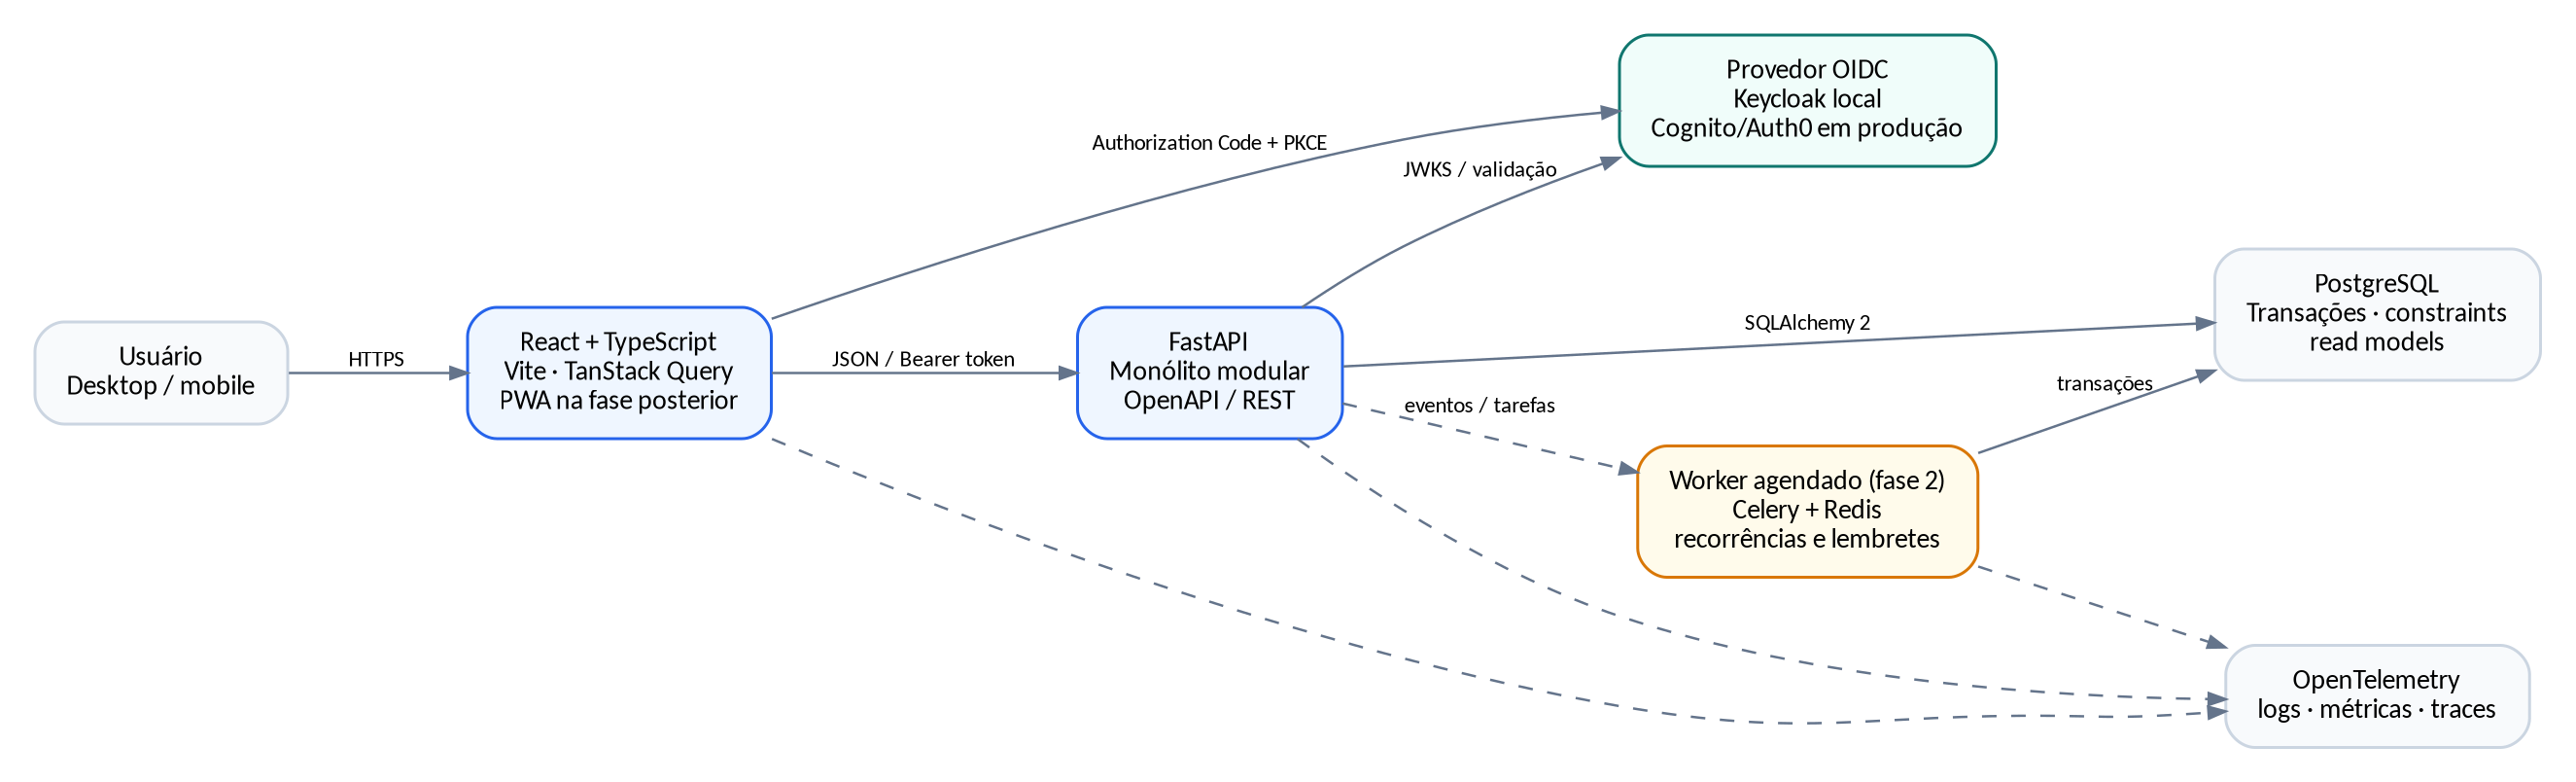 Provedor OIDC
Keycloak local
Cognito/Auth0 em produção
Authorization Code + PKCE
JWKS / validação
Usuário
Desktop / mobile
HTTPS
React + TypeScript
Vite · TanStack Query
PWA na fase posterior
JSON / Bearer token
FastAPI
Monólito modular
OpenAPI / REST
SQLAlchemy 2
PostgreSQL
Transações · constraints
read models
eventos / tarefas
transações
Worker agendado (fase 2)
Celery + Redis
recorrências e lembretes
OpenTelemetry
logs · métricas · traces